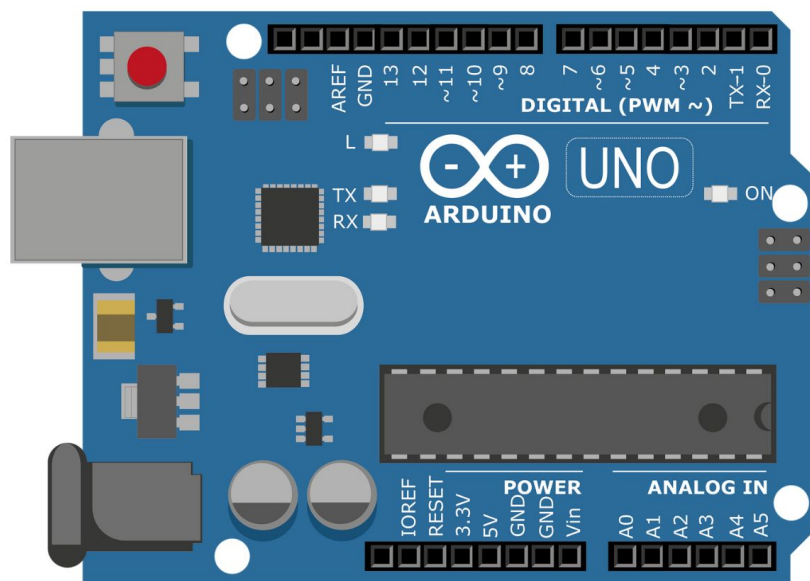 AREF GND 13 12 ~11 ~10 ~9 8 7 ~6 ~5 4 ~3 2 TX-1 RX-0
DIGITAL (PWM ~)
L
- + UNO
TX
RX
ON
ARDUINO
POWER ANALOG IN
IOREF RESET 3.3V 5V GND GND Vin A0 A1 A2 A3 A4 A5